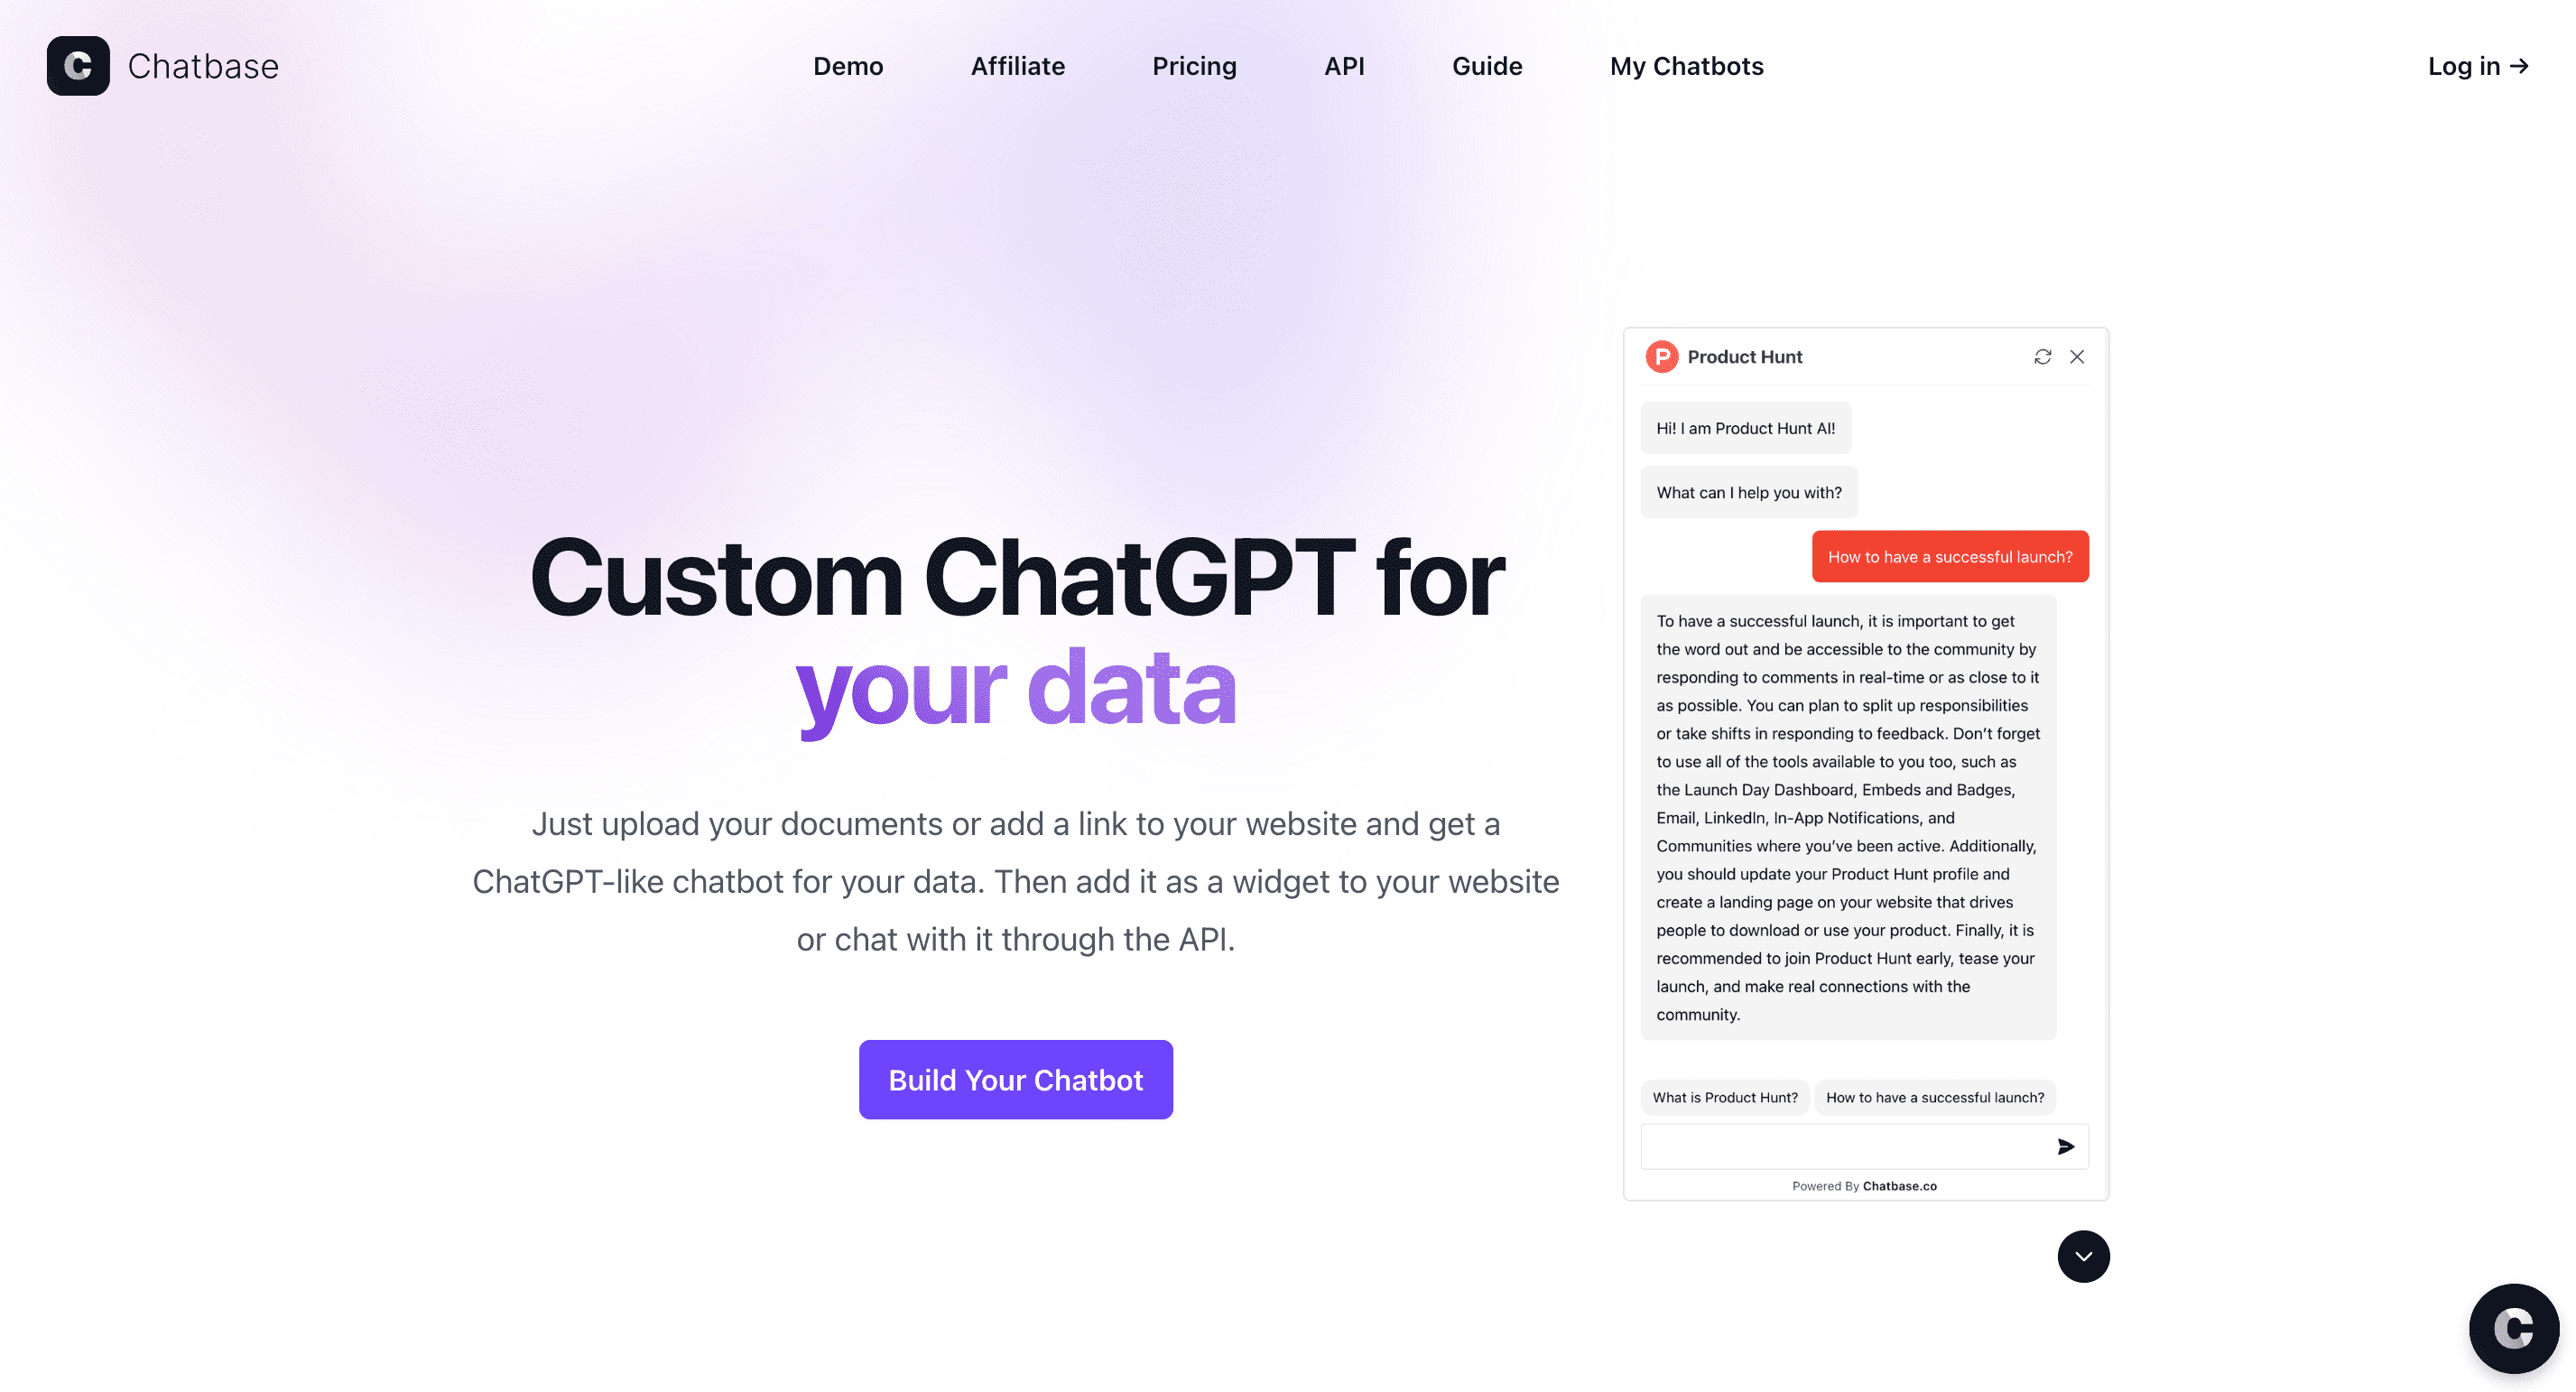 C Chatbase
Demo
Affiliate
Pricing
API
Guide
My Chatbots
Log in →
Custom ChatGPT for
your data
Just upload your documents or add a link to your website and get a
ChatGPT-like chatbot for your data. Then add it as a widget to your website
or chat with it through the API.
Build Your Chatbot
P Product Hunt
Hi! I am Product Hunt AI!
What can I help you with?
How to have a successful launch?
To have a successful launch, it is important to get
the word out and be accessible to the community by
responding to comments in real-time or as close to it
as possible. You can plan to split up responsibilities
or take shifts in responding to feedback. Don’t forget
to use all of the tools available to you too, such as
the Launch Day Dashboard, Embeds and Badges,
Email, LinkedIn, In-App Notifications, and
Communities where you’ve been active. Additionally,
you should update your Product Hunt profile and
create a landing page on your website that drives
people to download or use your product. Finally, it is
recommended to join Product Hunt early, tease your
launch, and make real connections with the
community.
What is Product Hunt?
How to have a successful launch?
Powered By Chatbase.co
C